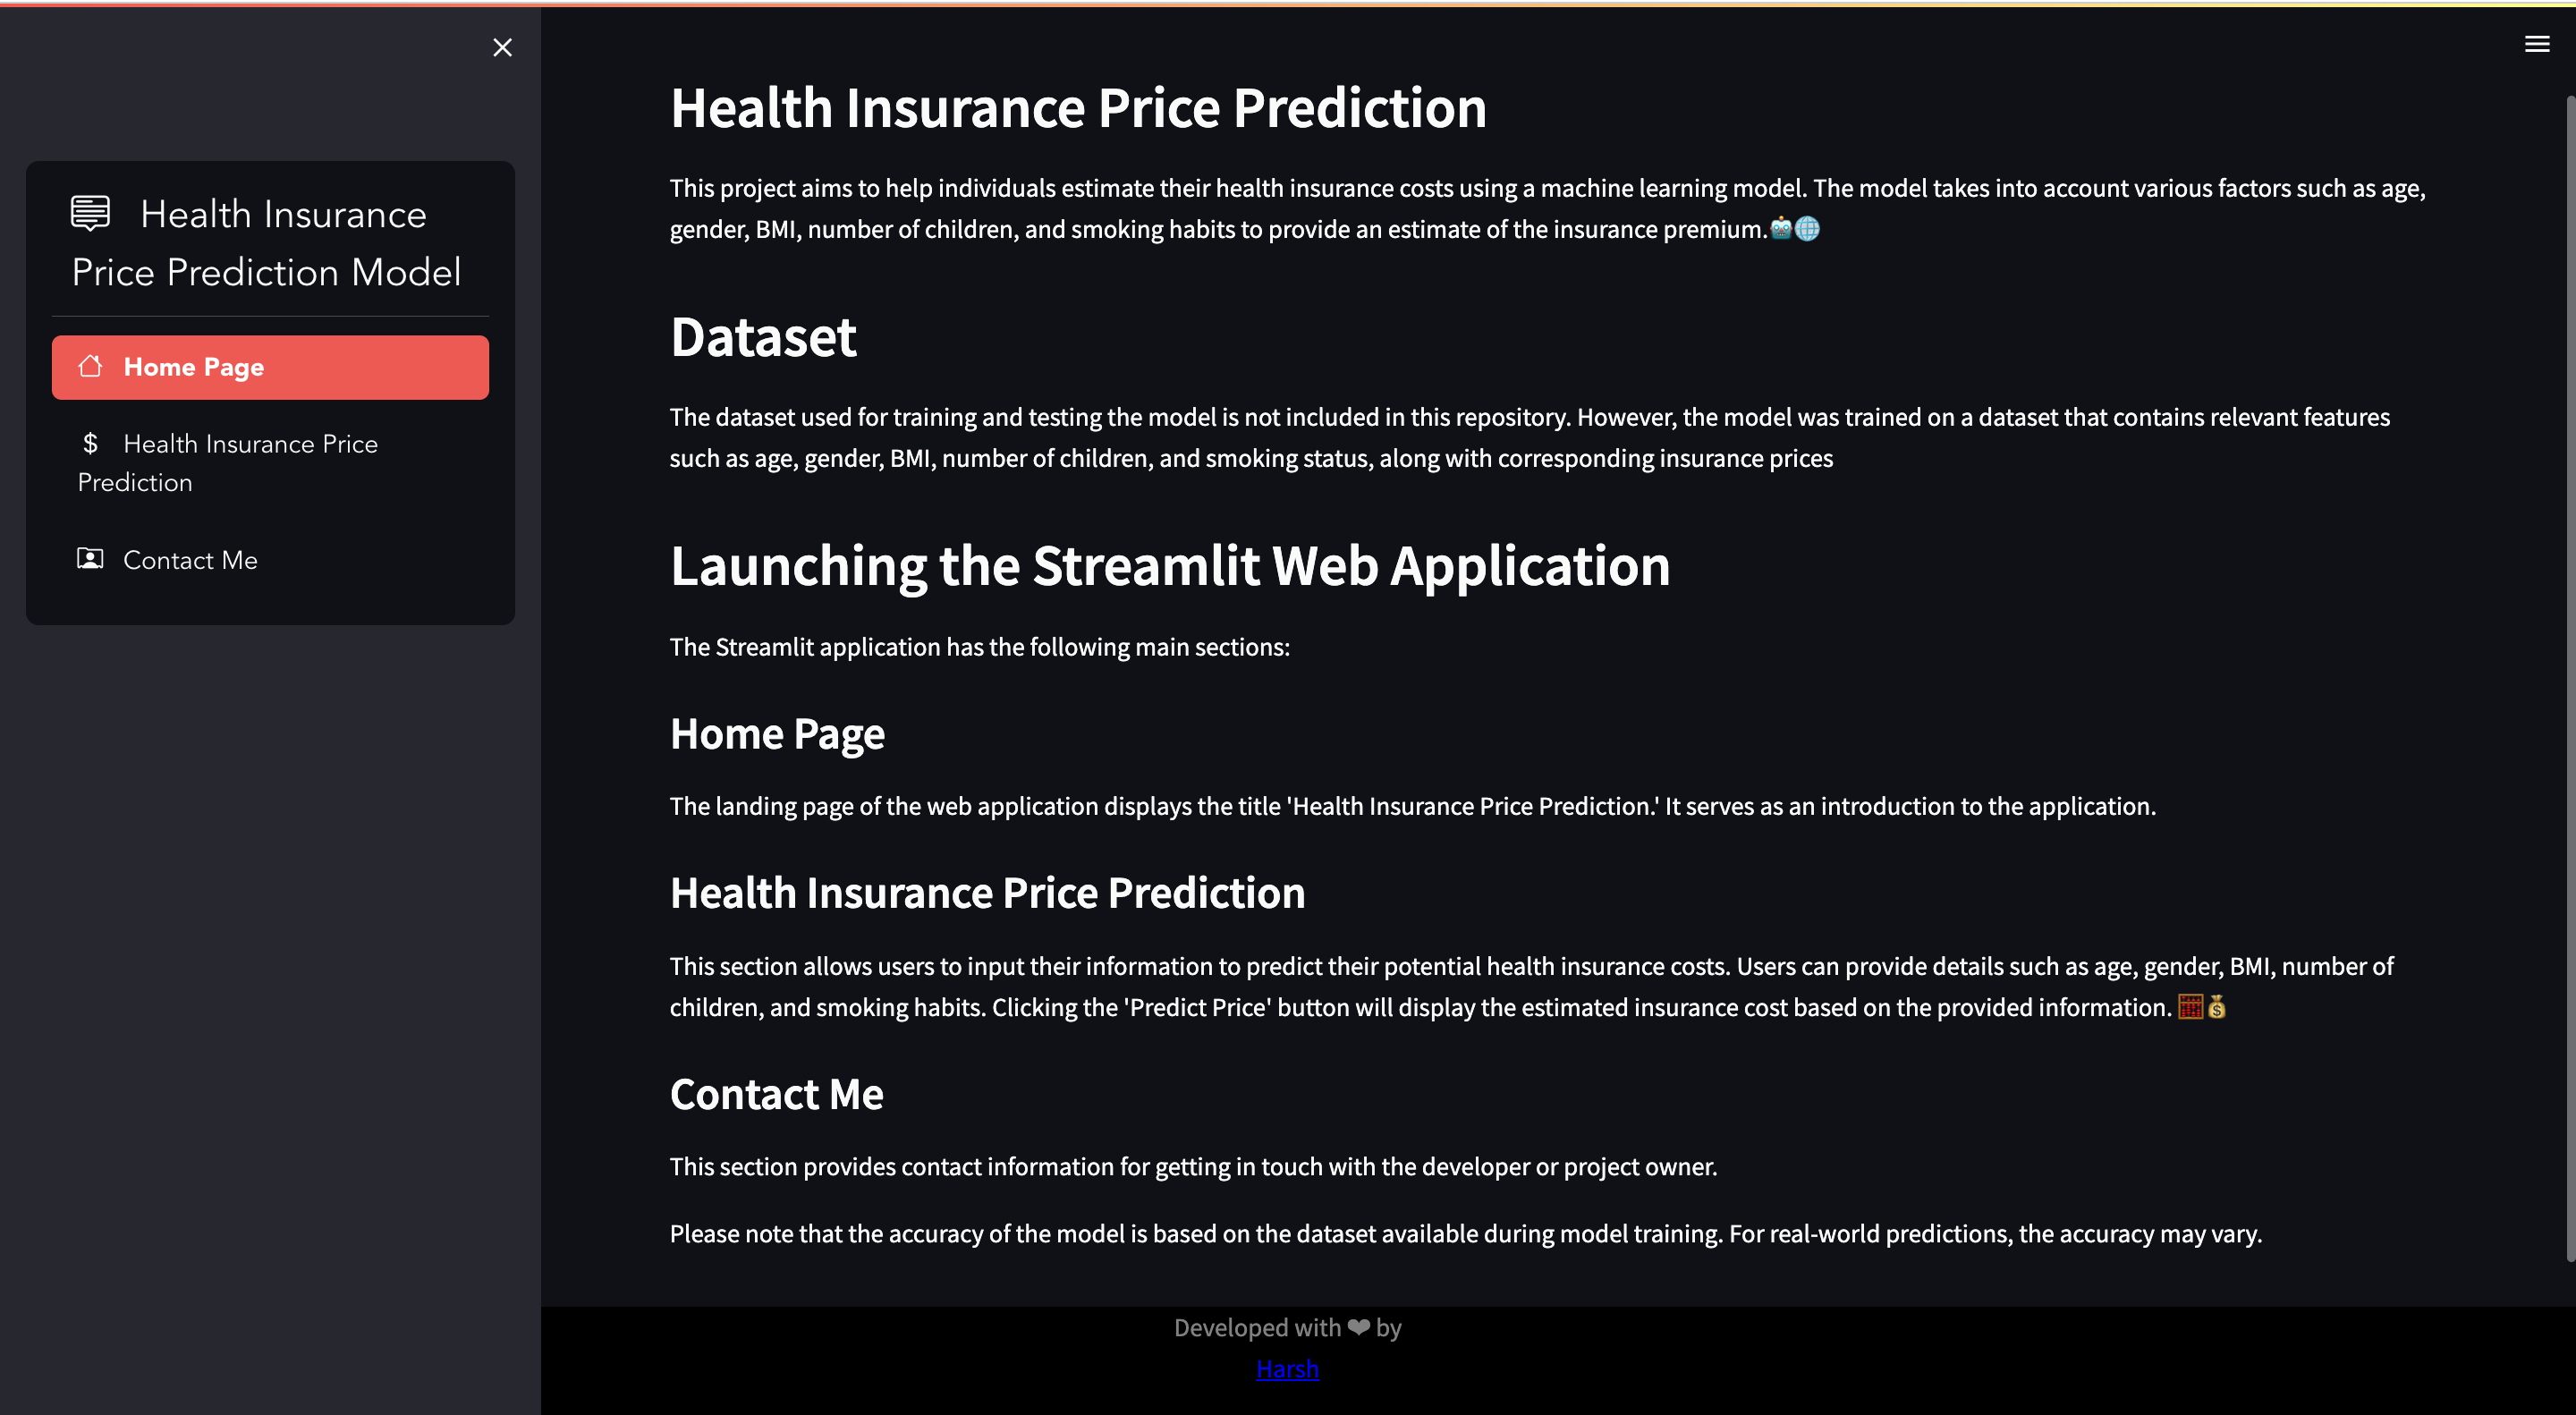 Health Insurance
Price Prediction Model
Home Page
$ Health Insurance Price
Prediction
Contact Me
Health Insurance Price Prediction
This project aims to help individuals estimate their health insurance costs using a machine learning model. The model takes into account various factors such as age,
gender, BMI, number of children, and smoking habits to provide an estimate of the insurance premium.🤖🌐
Dataset
The dataset used for training and testing the model is not included in this repository. However, the model was trained on a dataset that contains relevant features
such as age, gender, BMI, number of children, and smoking status, along with corresponding insurance prices
Launching the Streamlit Web Application
The Streamlit application has the following main sections:
Home Page
The landing page of the web application displays the title 'Health Insurance Price Prediction.' It serves as an introduction to the application.
Health Insurance Price Prediction
This section allows users to input their information to predict their potential health insurance costs. Users can provide details such as age, gender, BMI, number of
children, and smoking habits. Clicking the 'Predict Price' button will display the estimated insurance cost based on the provided information. 🧮💰
Contact Me
This section provides contact information for getting in touch with the developer or project owner.
Please note that the accuracy of the model is based on the dataset available during model training. For real-world predictions, the accuracy may vary.
Developed with ❤ by
Harsh